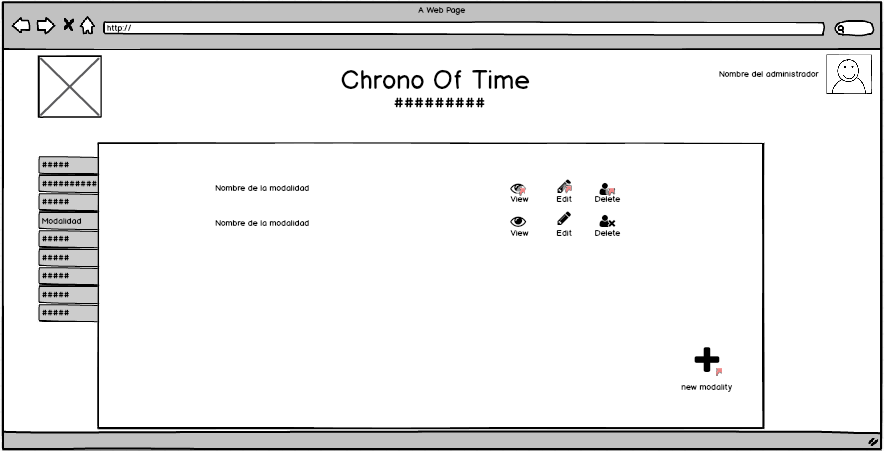 A Web Page
http://
Chrono Of Time
#########
Nombre del administrador
#####
##########
#####
Modalidad
#####
#####
#####
#####
#####
Nombre de la modalidad View Edit Delete
Nombre de la modalidad View Edit Delete
new modality